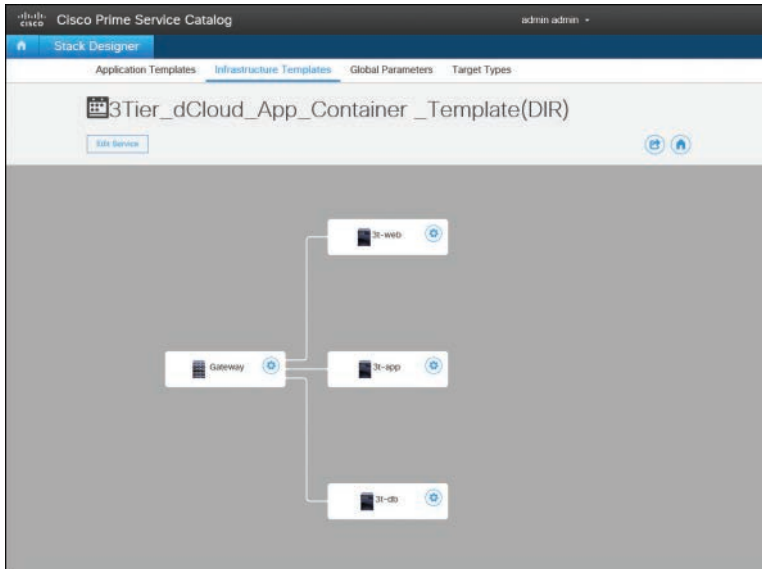 cisco Cisco Prime Service Catalog admin admin
Stack Designer
Application Templates Infrastructure Templates Global Parameters Target Types
3Tier_dCloud_App_Container _Template(DIR)
Edit Service
3t-web
Gateway
3t-app
3t-db